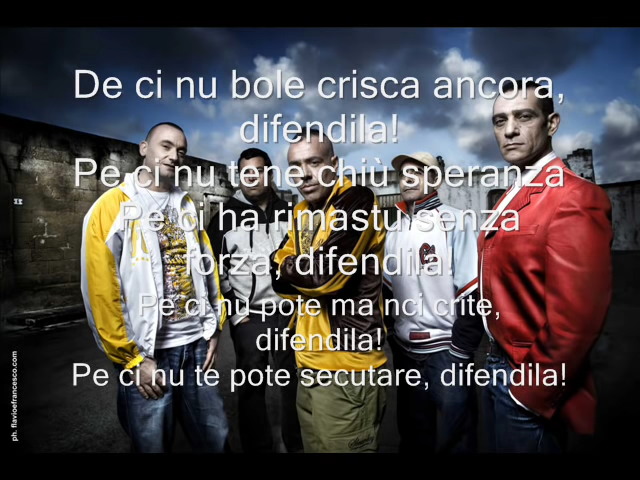 De ci nu bole crisca ancora,
difendila!
Pe ci nu tene chiù speranza
Pe ci ha rimastu senza
forza, difendila!
Pe ci nu pote ma nci crite,
difendila!
Pe ci nu te pote secutare, difendila!
ph. flavioefrancesco.com